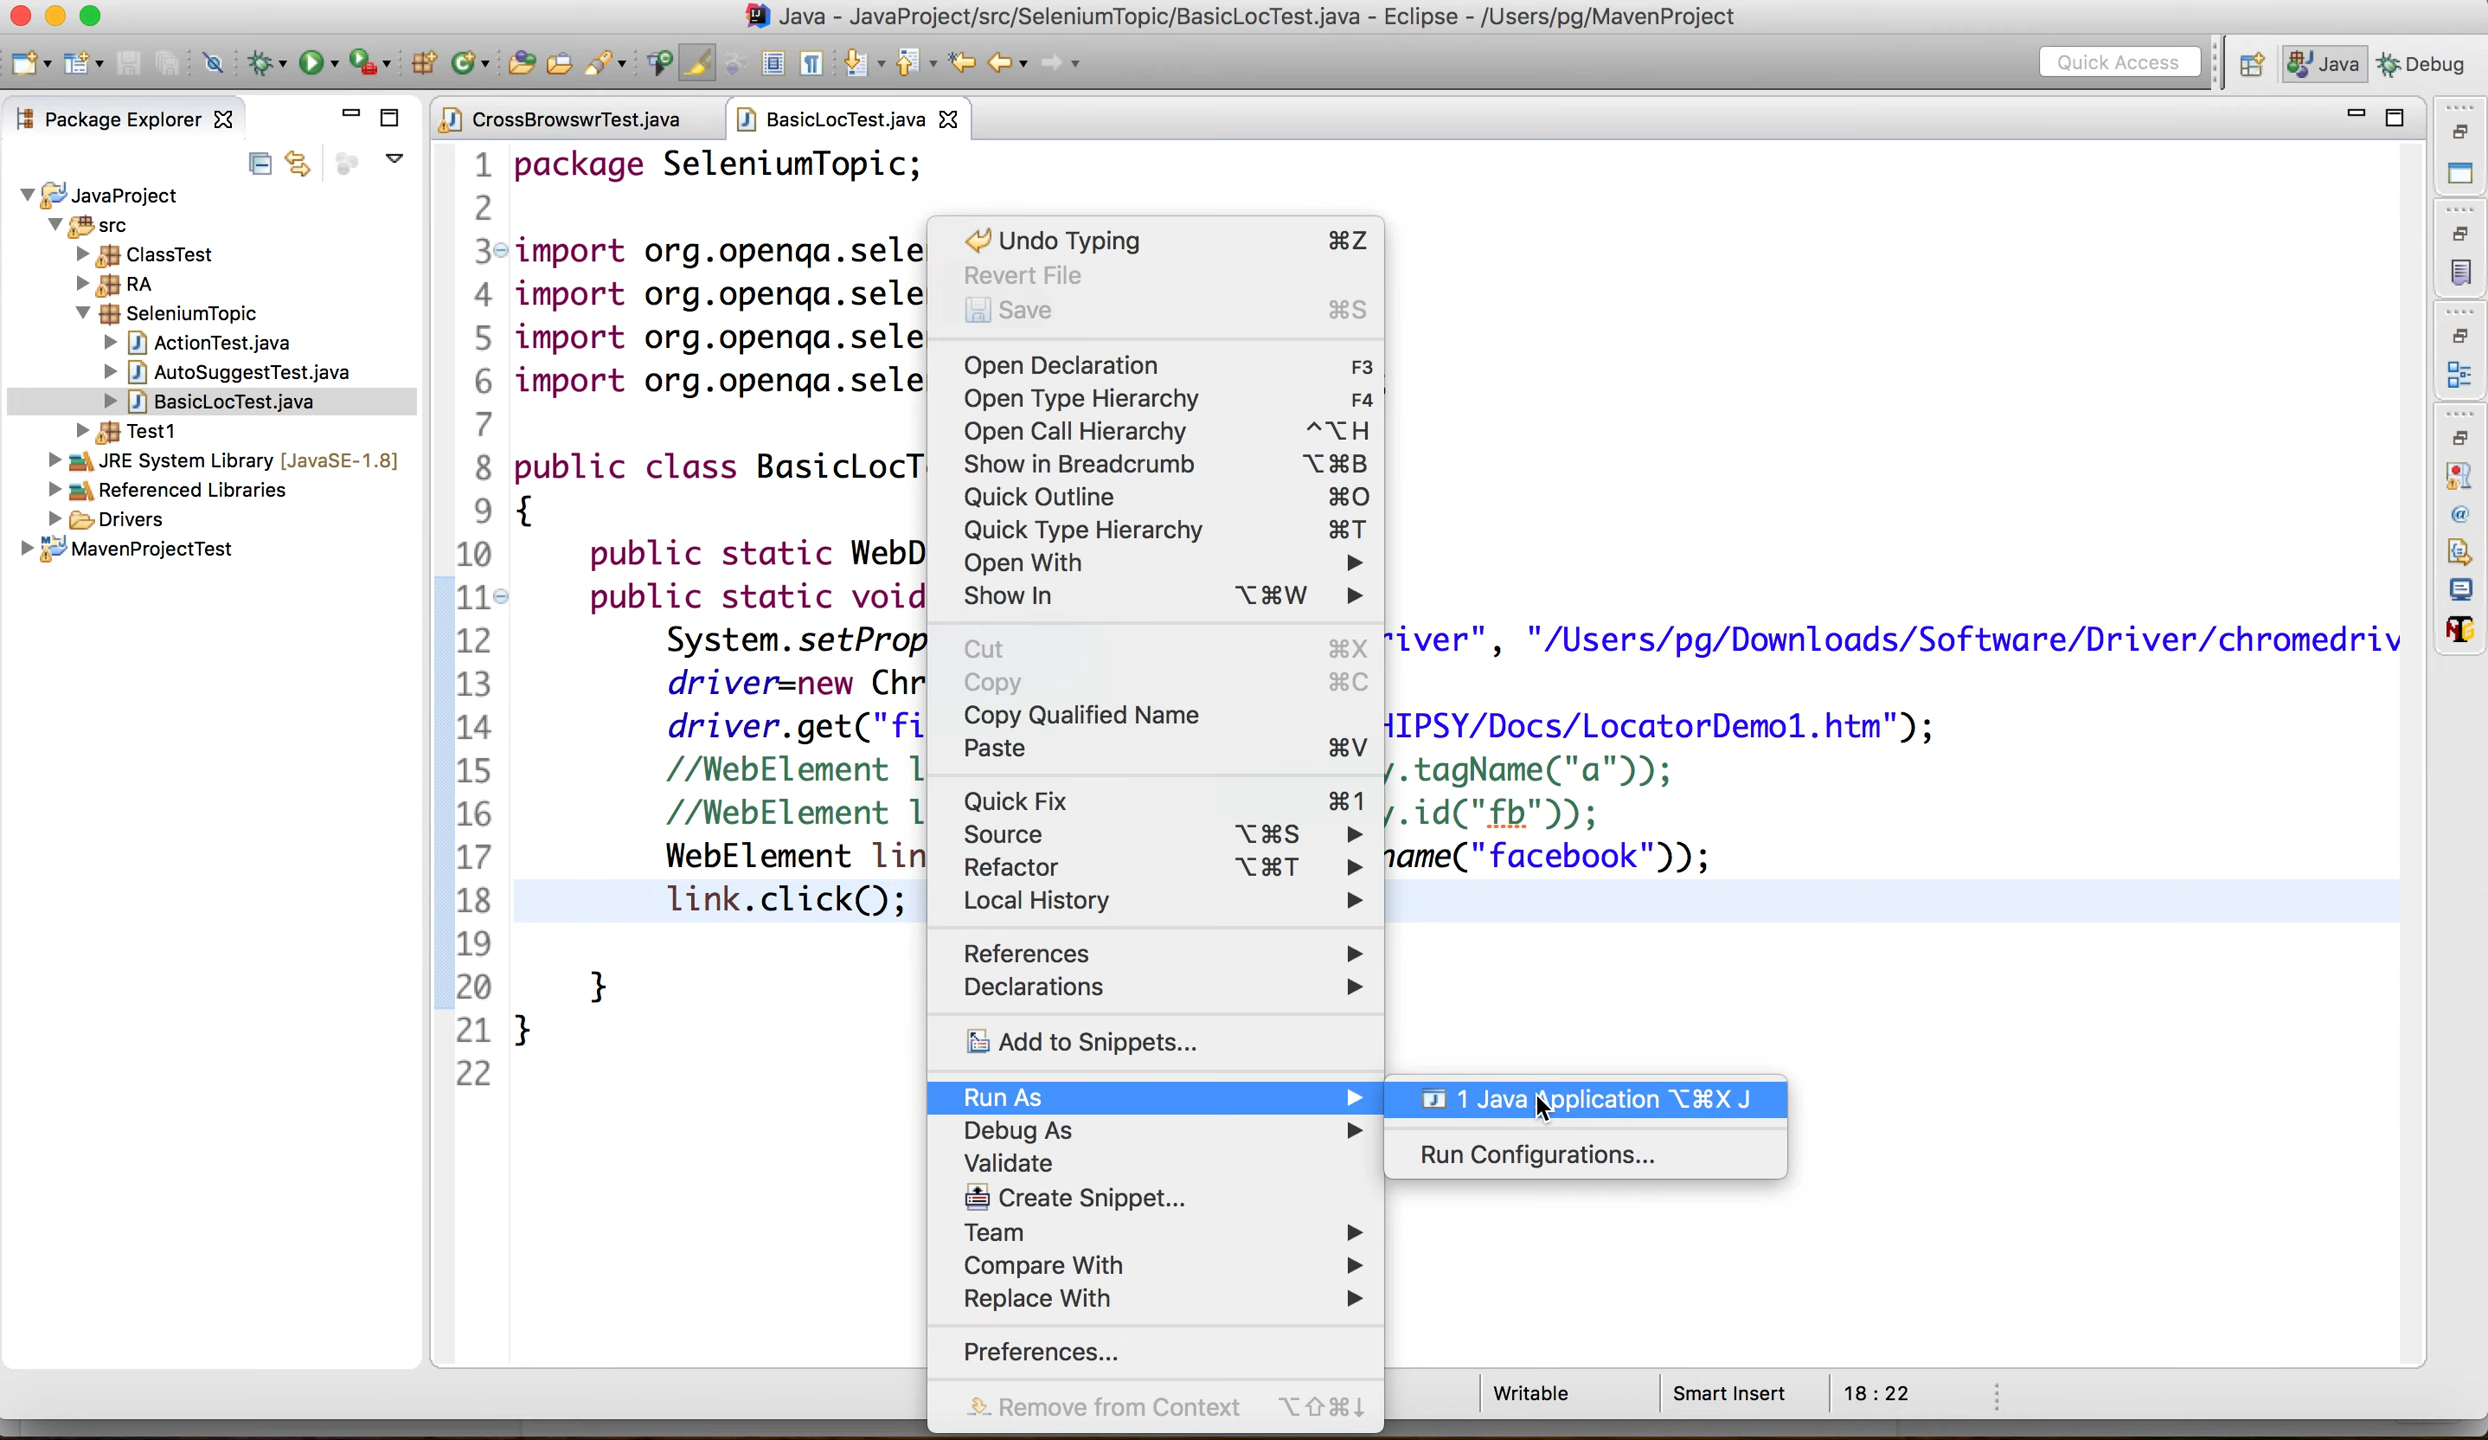 Java - JavaProject/src/SeleniumTopic/BasicLocTest.java - Eclipse - /Users/pg/MavenProject
Quick Access
Java
Debug
Package Explorer
JavaProject
src
ClassTest
RA
SeleniumTopic
ActionTest.java
AutoSuggestTest.java
BasicLocTest.java
Test1
JRE System Library [JavaSE-1.8]
Referenced Libraries
Drivers
MavenProjectTest
CrossBrowswrTest.java
BasicLocTest.java
1 package SeleniumTopic;
2
3 import org.openqa.sele
4 import org.openqa.sele
5 import org.openqa.sele
6 import org.openqa.sele ;
7
8 public class BasicLocT
9 {
10 public static WebD
11 public static void
12 System.setProp river", "/Users/pg/Downloads/Software/Driver/chromedriv
13 driver=new Chr
14 driver.get("fi HIPSY/Docs/LocatorDemo1.htm");
15 //WebElement l y.tagName("a"));
16 //WebElement l y.id("fb"));
17 WebElement lin name("facebook"));
18 link.click();
19
20 }
21 }
22
Undo Typing ⌘Z
Revert File
Save ⌘S
Open Declaration F3
Open Type Hierarchy F4
Open Call Hierarchy ^⌥H
Show in Breadcrumb ⌥⌘B
Quick Outline ⌘O
Quick Type Hierarchy ⌘T
Open With ▶
Show In ⌥⌘W ▶
Cut ⌘X
Copy ⌘C
Copy Qualified Name
Paste ⌘V
Quick Fix ⌘1
Source ⌥⌘S ▶
Refactor ⌥⌘T ▶
Local History ▶
References ▶
Declarations ▶
Add to Snippets...
Run As ▶
Debug As ▶
Validate
Create Snippet...
Team ▶
Compare With ▶
Replace With ▶
Preferences...
Remove from Context ⌥⇧⌘↓
1 Java Application ⌥⌘X J
Run Configurations...
Writable
Smart Insert
18 : 22